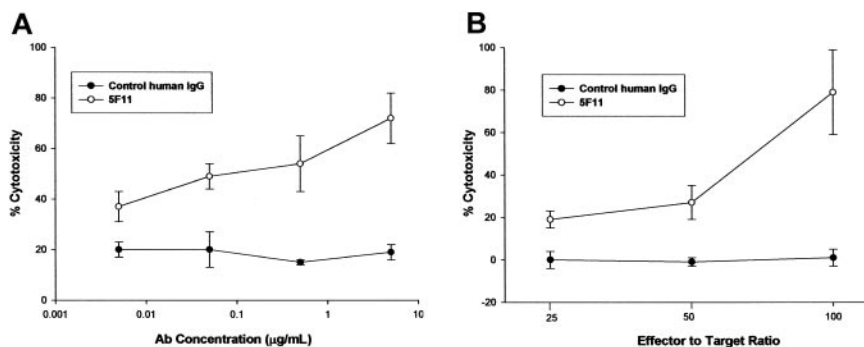 A
100
80
60
40
20
0
% Cytotoxicity
Control human IgG
5F11
0.001
0.01
0.1
1
10
Ab Concentration (μg/mL)
B
100
80
60
40
20
0
-20
% Cytotoxicity
Control human IgG
5F11
25
50
100
Effector to Target Ratio